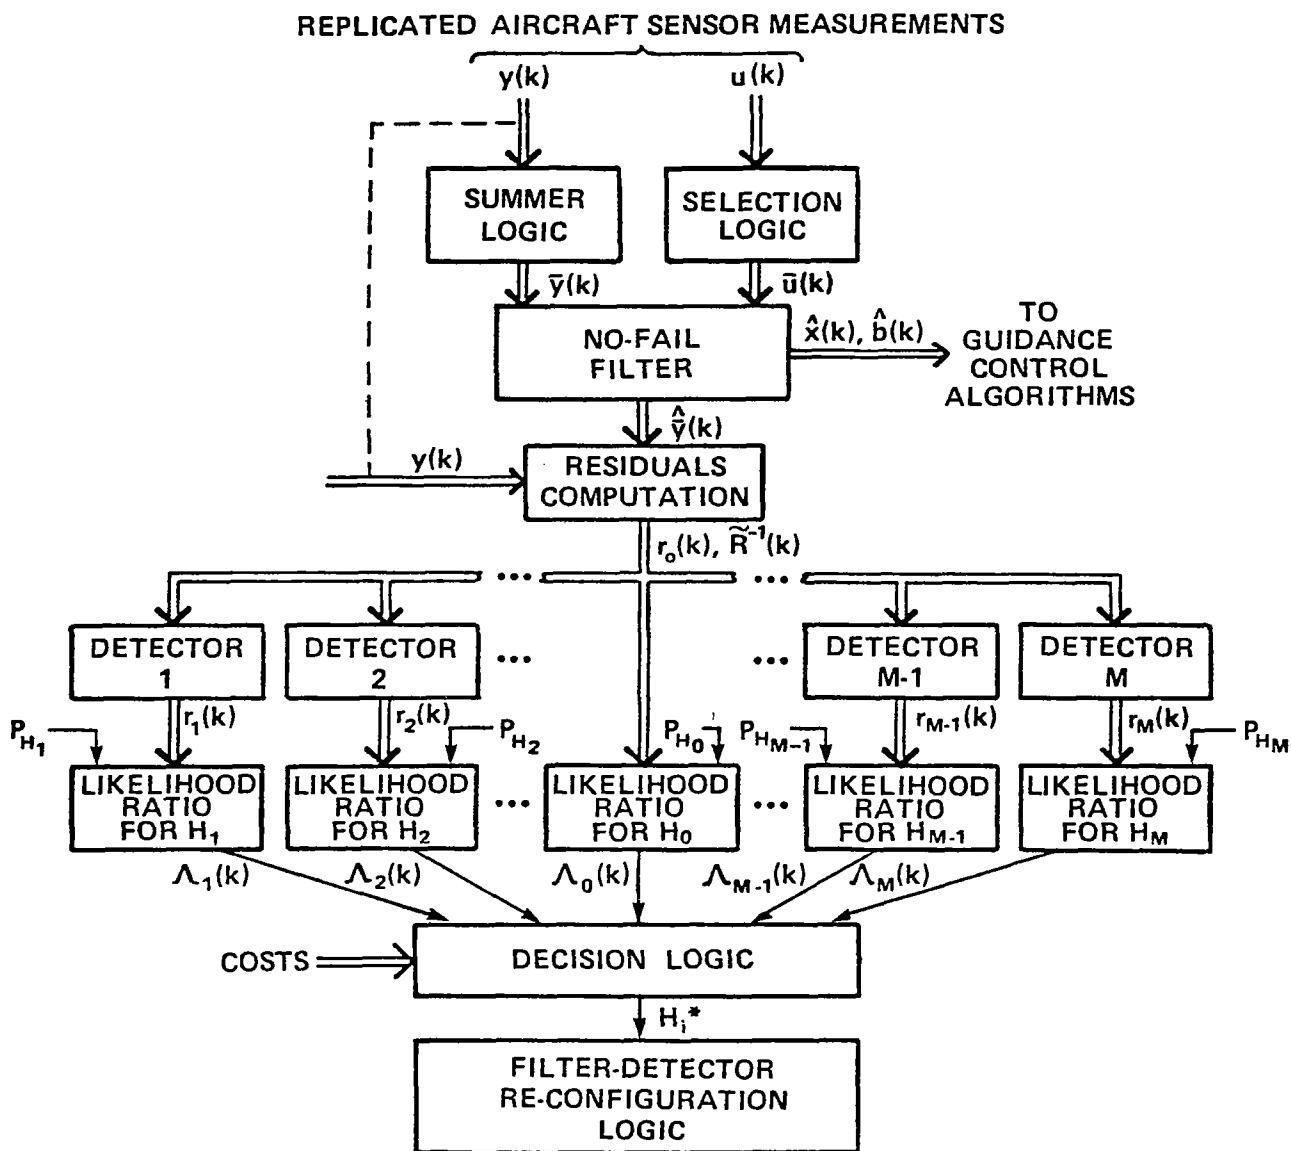 REPLICATED AIRCRAFT SENSOR MEASUREMENTS
y(k) u(k)
SUMMER LOGIC
SELECTION LOGIC
ȳ(k) ū(k)
NO-FAIL FILTER
x̂(k), b̂(k)
TO GUIDANCE CONTROL ALGORITHMS
ŷ̄(k)
y(k)
RESIDUALS COMPUTATION
r₀(k), R̃⁻¹(k)
... ...
DETECTOR 1
DETECTOR 2
...
...
DETECTOR M-1
DETECTOR M
r₁(k) r₂(k) r_{M-1}(k) r_M(k)
P_{H₁} P_{H₂} P_{H₀} P_{H_{M-1}} P_{H_M}
LIKELIHOOD RATIO FOR H₁
LIKELIHOOD RATIO FOR H₂
...
LIKELIHOOD RATIO FOR H₀
...
LIKELIHOOD RATIO FOR H_{M-1}
LIKELIHOOD RATIO FOR H_M
Λ₁(k) Λ₂(k) Λ₀(k) Λ_{M-1}(k) Λ_M(k)
COSTS
DECISION LOGIC
H_i*
FILTER-DETECTOR
RE-CONFIGURATION
LOGIC